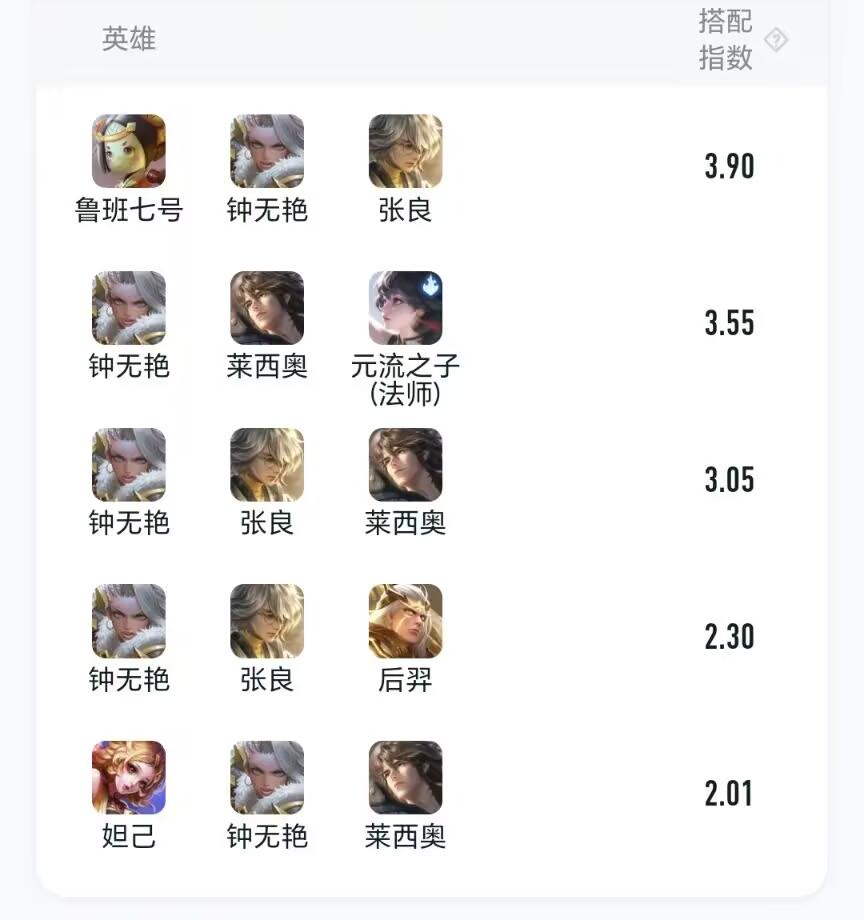 英雄
搭配
指数
鲁班七号 钟无艳 张良 3.90
钟无艳 莱西奥 元流之子
(法师) 3.55
钟无艳 张良 莱西奥 3.05
钟无艳 张良 后羿 2.30
妲己 钟无艳 莱西奥 2.01